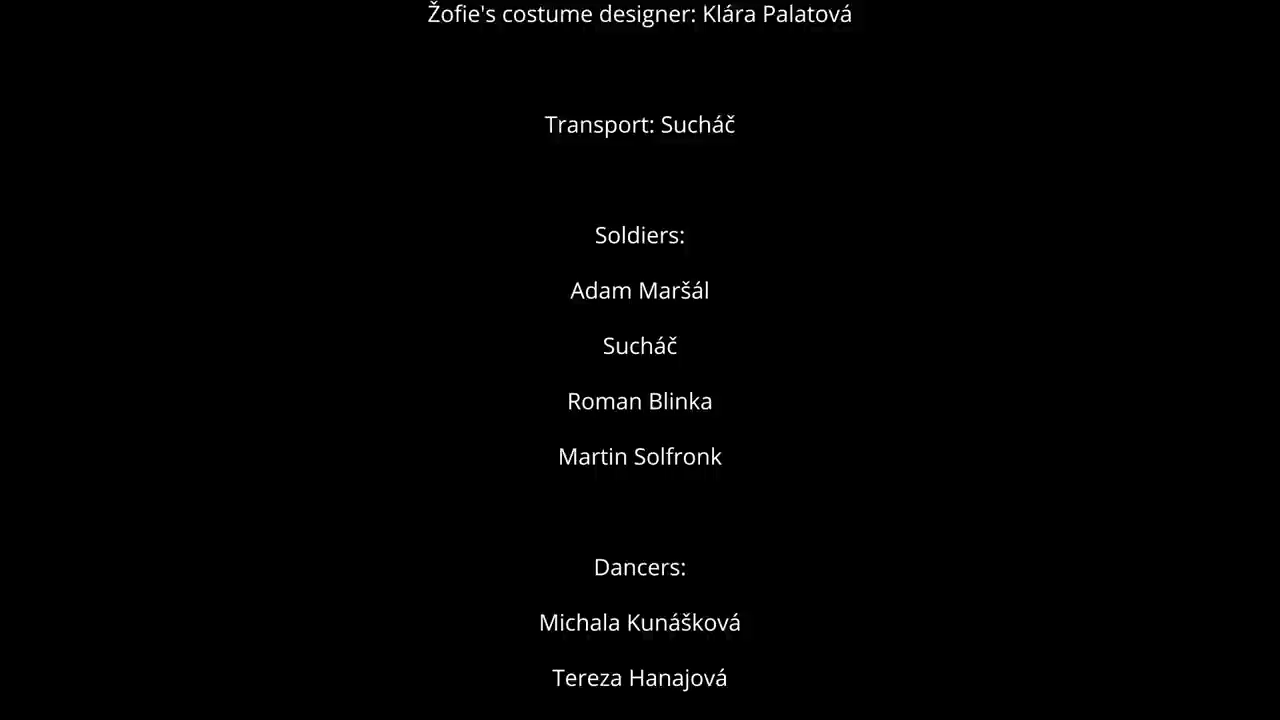 Žofie's costume designer: Klára Palatová
Transport: Sucháč
Soldiers:
Adam Maršál
Sucháč
Roman Blinka
Martin Solfronk
Dancers:
Michala Kunášková
Tereza Hanajová